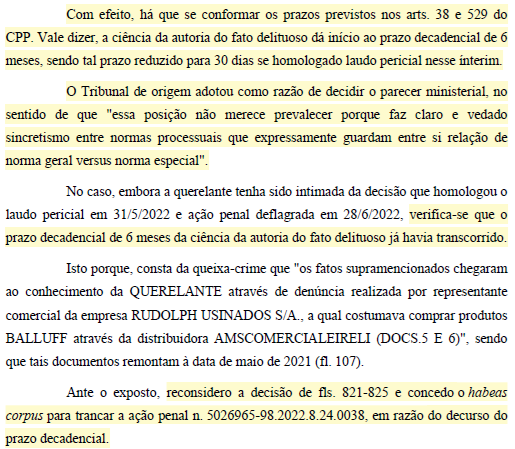 Com efeito, há que se conformar os prazos previstos nos arts. 38 e 529 do
CPP. Vale dizer, a ciência da autoria do fato delituoso dá início ao prazo decadencial de 6
meses, sendo tal prazo reduzido para 30 dias se homologado laudo pericial nesse ínterim.
O Tribunal de origem adotou como razão de decidir o parecer ministerial, no
sentido de que "essa posição não merece prevalecer porque faz claro e vedado
sincretismo entre normas processuais que expressamente guardam entre si relação de
norma geral versus norma especial".
No caso, embora a querelante tenha sido intimada da decisão que homologou o
laudo pericial em 31/5/2022 e ação penal deflagrada em 28/6/2022, verifica-se que o
prazo decadencial de 6 meses da ciência da autoria do fato delituoso já havia transcorrido.
Isto porque, consta da queixa-crime que "os fatos supramencionados chegaram
ao conhecimento da QUERELANTE através de denúncia realizada por representante
comercial da empresa RUDOLPH USINADOS S/A., a qual costumava comprar produtos
BALLUFF através da distribuidora AMSCOMERCIALEIRELI (DOCS.5 E 6)", sendo
que tais documentos remontam à data de maio de 2021 (fl. 107).
Ante o exposto, reconsidero a decisão de fls. 821-825 e concedo o habeas
corpus para trancar a ação penal n. 5026965-98.2022.8.24.0038, em razão do decurso do
prazo decadencial.